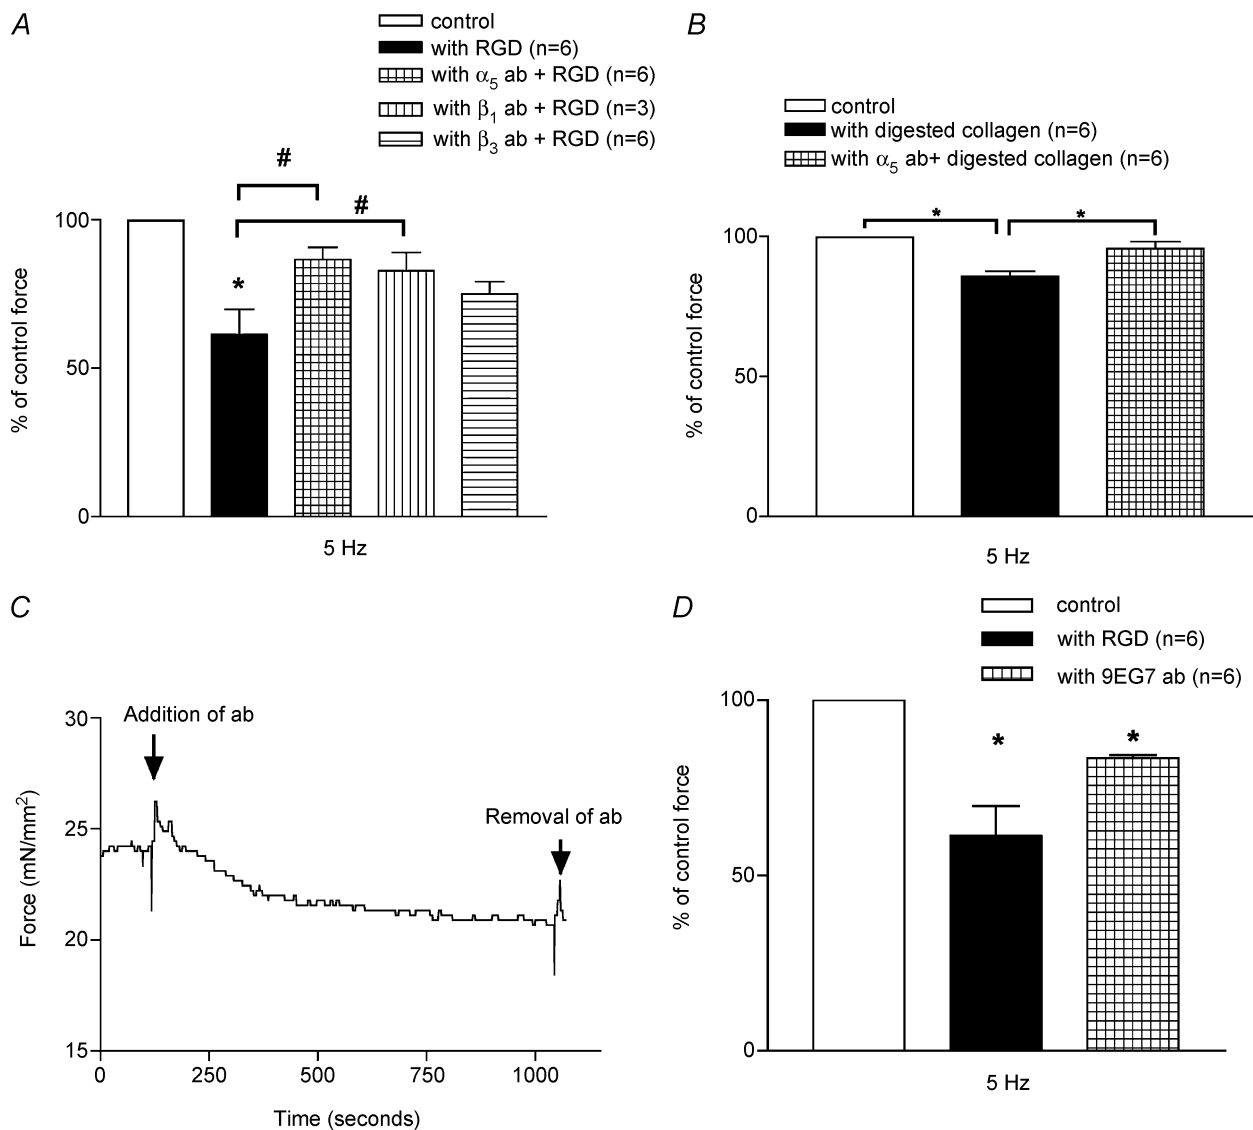 A
control
with RGD (n=6)
with α5 ab + RGD (n=6)
with β1 ab + RGD (n=3)
with β3 ab + RGD (n=6)
#
#
*
100
50
0
% of control force
5 Hz
B
control
with digested collagen (n=6)
with α5 ab+ digested collagen (n=6)
*
*
100
50
0
% of control force
5 Hz
C
Addition of ab
Removal of ab
30
25
20
15
Force (mN/mm²)
0 250 500 750 1000
Time (seconds)
D
control
with RGD (n=6)
with 9EG7 ab (n=6)
*
*
100
50
0
% of control force
5 Hz